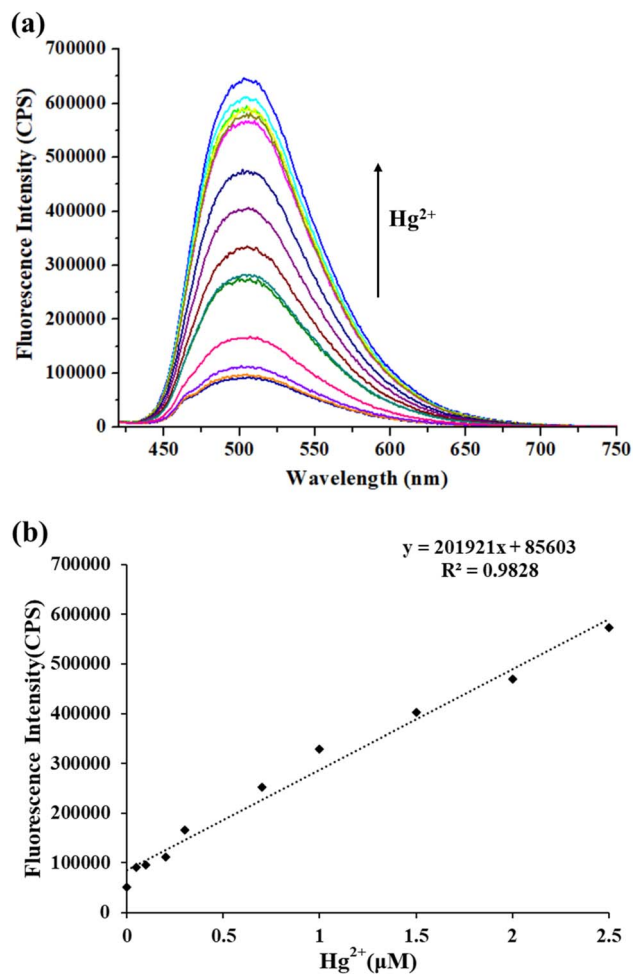 (a)
700000
600000
500000
400000
300000
200000
100000
0
Fluorescence Intensity (CPS)
Hg²⁺
450 500 550 600 650 700 750
Wavelength (nm)
(b)
y = 201921x + 85603
R² = 0.9828
700000
600000
500000
400000
300000
200000
100000
0
Fluorescence Intensity(CPS)
0 0.5 1 1.5 2 2.5
Hg²⁺(μM)